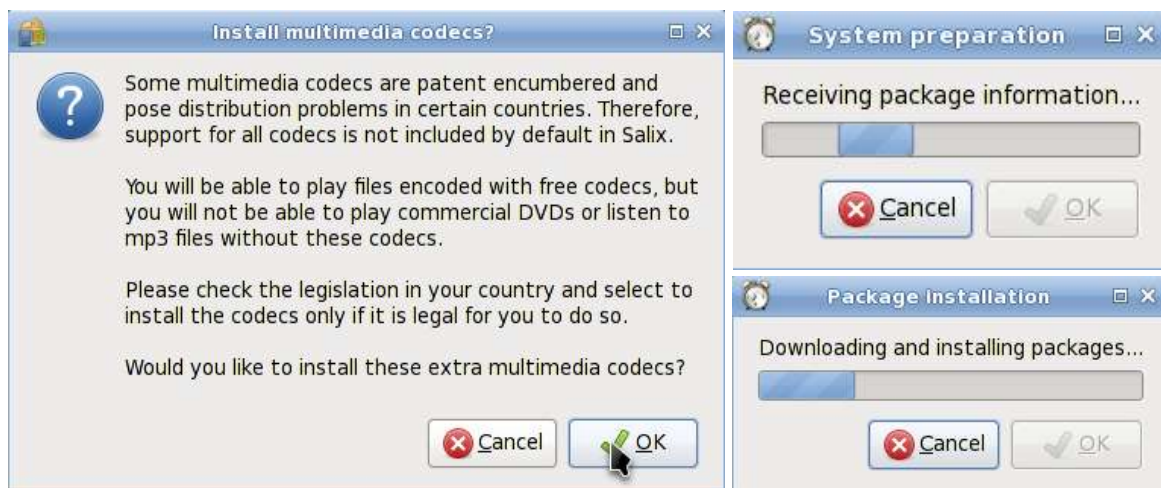 Install multimedia codecs?
Some multimedia codecs are patent encumbered and
pose distribution problems in certain countries. Therefore,
support for all codecs is not included by default in Salix.
You will be able to play files encoded with free codecs, but
you will not be able to play commercial DVDs or listen to
mp3 files without these codecs.
Please check the legislation in your country and select to
install the codecs only if it is legal for you to do so.
Would you like to install these extra multimedia codecs?
Cancel OK
System preparation
Receiving package information...
Cancel OK
Package Installation
Downloading and installing packages...
Cancel OK